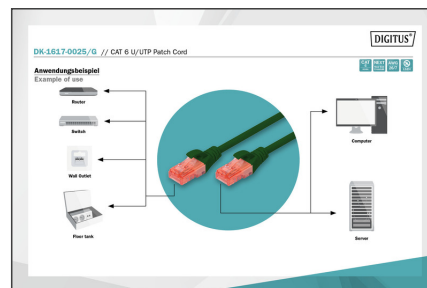 DIGITUS®
DK-1617-0025/G // CAT 6 U/UTP Patch Cord
Anwendungsbeispiel
Example of use
Router
Switch
Wall Outlet
Floor tank
Computer
Server